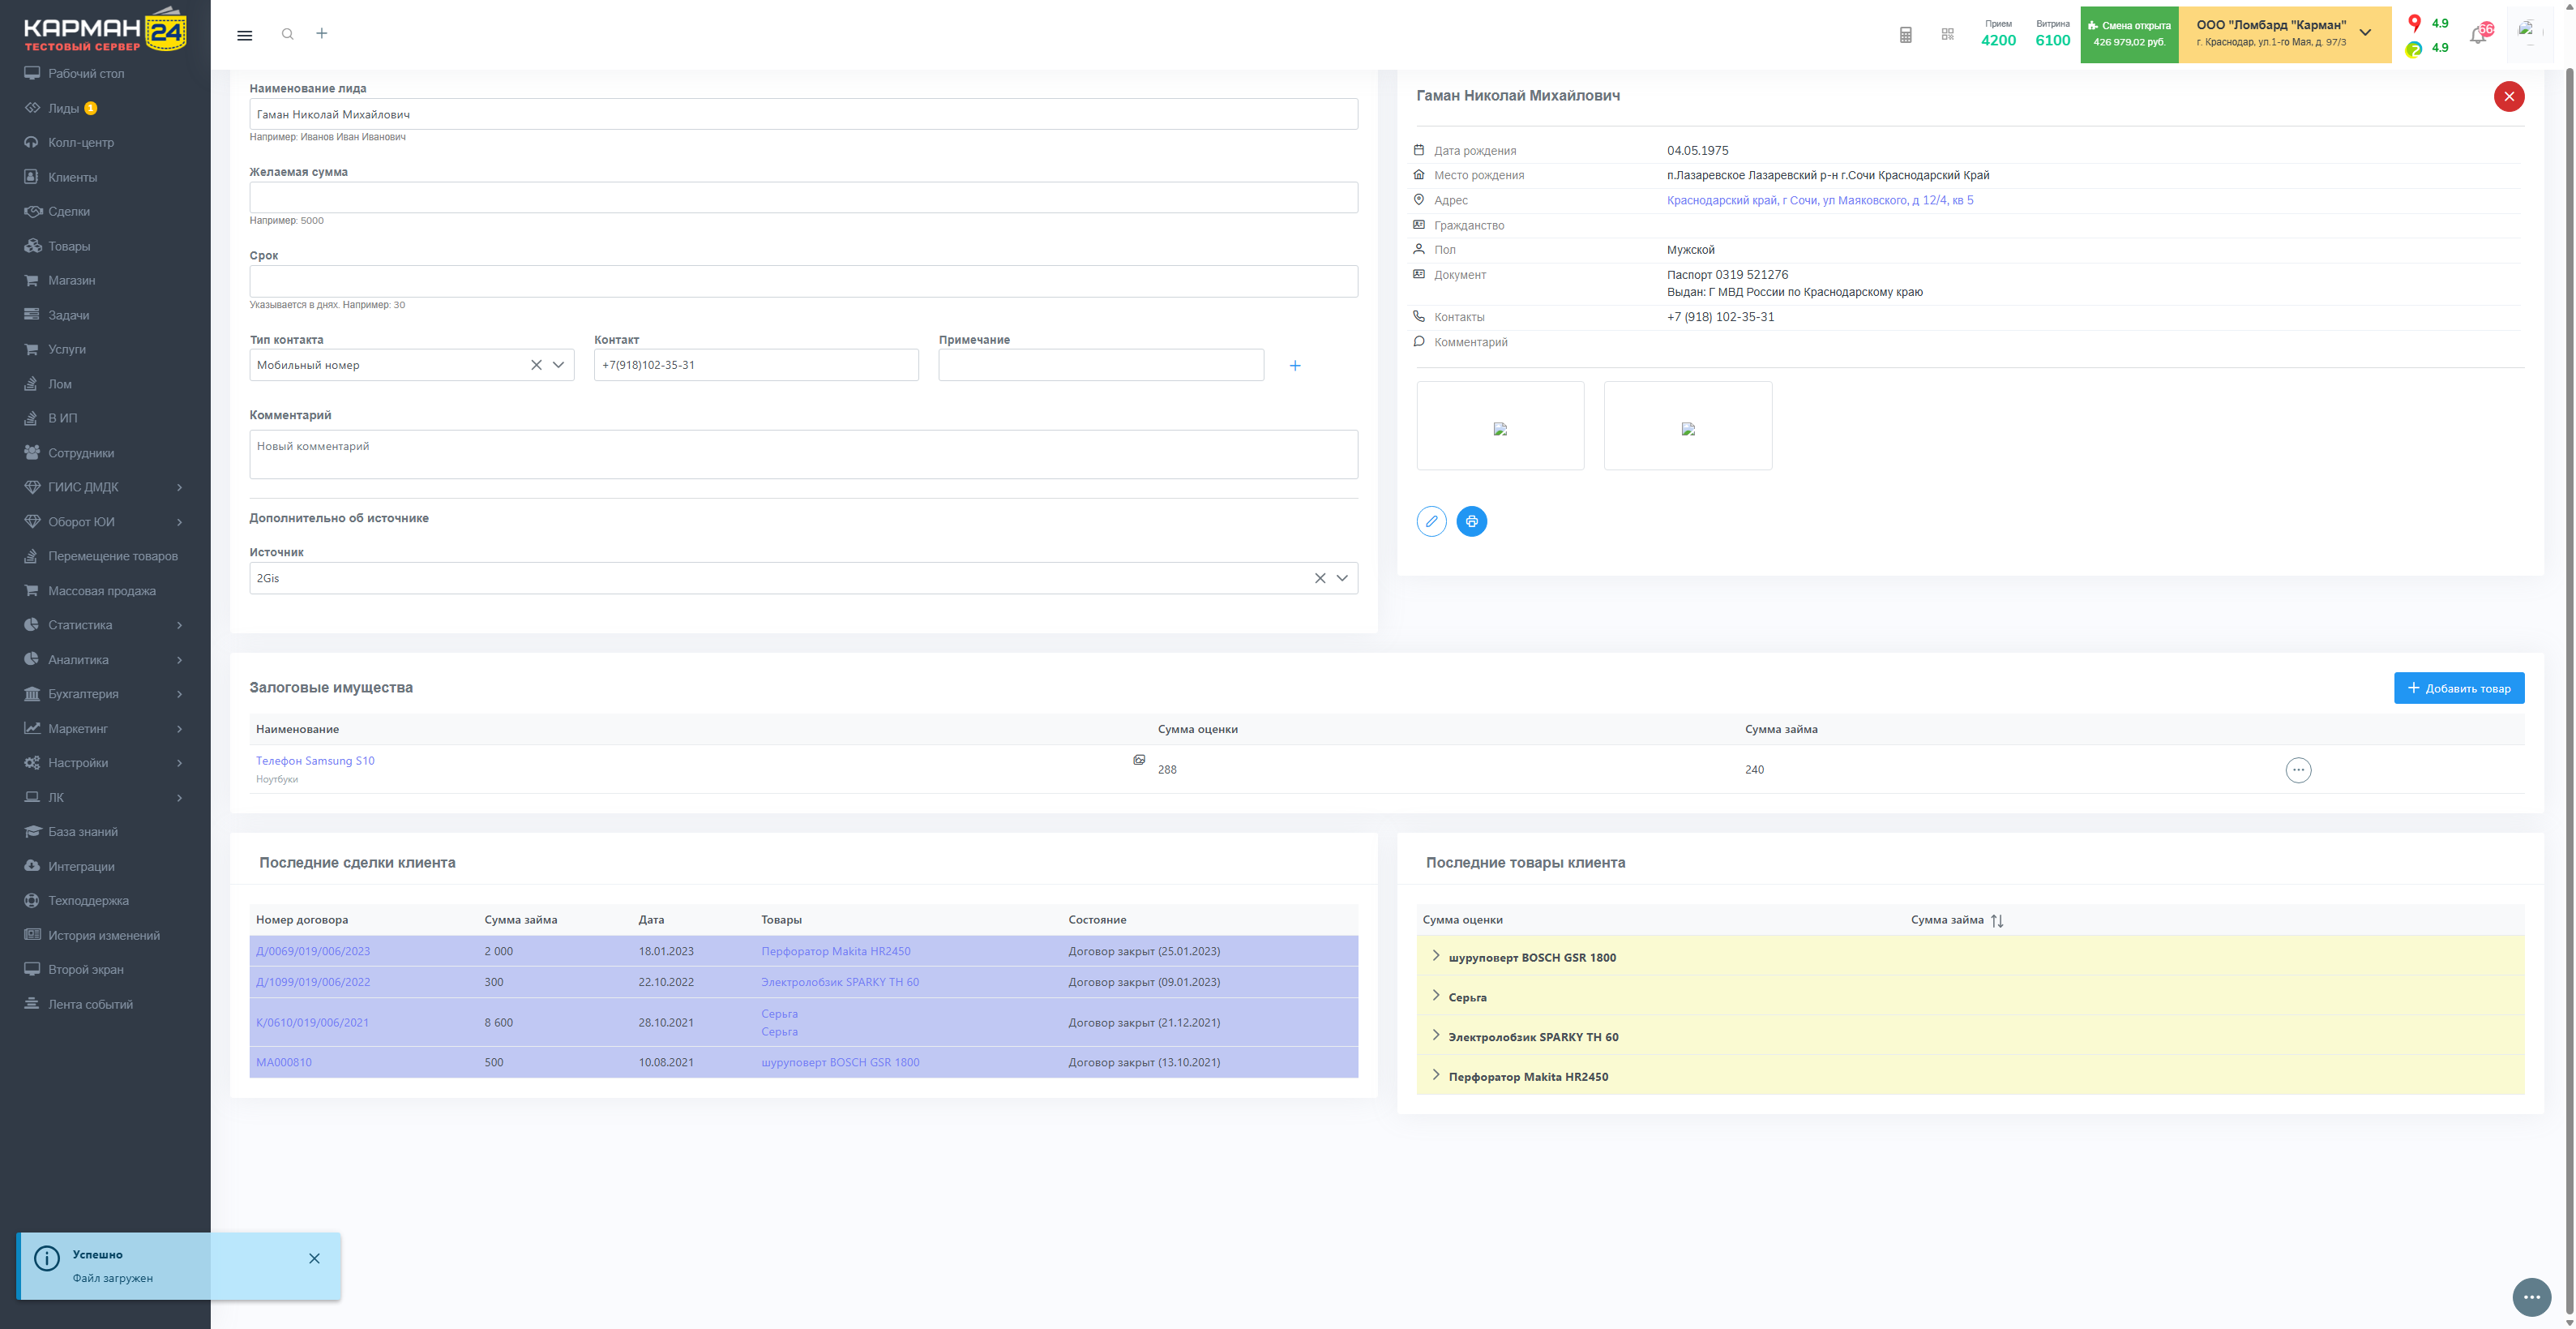 КАРМАН 24
ТЕСТОВЫЙ СЕРВЕР
Рабочий стол
Лиды 1
Колл-центр
Клиенты
Сделки
Товары
Магазин
Задачи
Услуги
Лом
В ИП
Сотрудники
ГИИС ДМДК
Оборот ЮИ
Перемещение товаров
Массовая продажа
Статистика
Аналитика
Бухгалтерия
Маркетинг
Настройки
ЛК
База знаний
Интеграции
Техподдержка
История изменений
Второй экран
Лента событий
Прием
4200
Витрина
6100
Смена открыта
426 979,02 руб.
ООО "Ломбард "Карман"
г. Краснодар, ул.1-го Мая, д. 97/3
4.9
4.9
Наименование лида
Гаман Николай Михайлович
Например: Иванов Иван Иванович
Желаемая сумма
Например: 5000
Срок
Указывается в днях. Например: 30
Тип контакта Контакт Примечание
Мобильный номер +7(918)102-35-31
Комментарий
Новый комментарий
Дополнительно об источнике
Источник
2Gis
Гаман Николай Михайлович
Дата рождения 04.05.1975
Место рождения п.Лазаревское Лазаревский р-н г.Сочи Краснодарский Край
Адрес Краснодарский край, г Сочи, ул Маяковского, д 12/4, кв 5
Гражданство
Пол Мужской
Документ Паспорт 0319 521276
Выдан: Г МВД России по Краснодарскому краю
Контакты +7 (918) 102-35-31
Комментарий
Залоговые имущества
Добавить товар
Наименование Сумма оценки Сумма займа
Телефон Samsung S10
Ноутбуки
288 240
Последние сделки клиента
Номер договора Сумма займа Дата Товары Состояние
Д/0069/019/006/2023 2 000 18.01.2023 Перфоратор Makita HR2450 Договор закрыт (25.01.2023)
Д/1099/019/006/2022 300 22.10.2022 Электролобзик SPARKY TH 60 Договор закрыт (09.01.2023)
К/0610/019/006/2021 8 600 28.10.2021 Серьга Серьга Договор закрыт (21.12.2021)
МА000810 500 10.08.2021 шуруповерт BOSCH GSR 1800 Договор закрыт (13.10.2021)
Последние товары клиента
Сумма оценки Сумма займа
шуруповерт BOSCH GSR 1800
Серьга
Электролобзик SPARKY TH 60
Перфоратор Makita HR2450
Успешно
Файл загружен